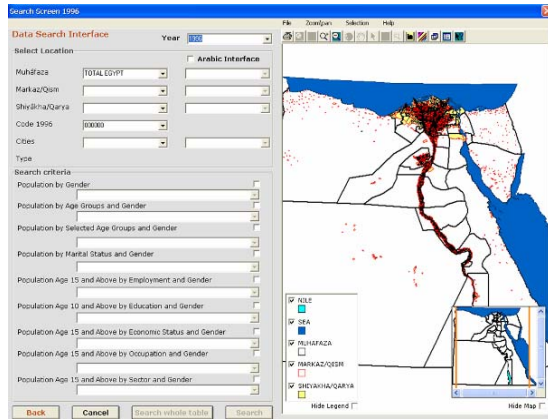 Search Screen 1996
Data Search Interface
Year
1996
Select Location
Arabic Interface
Muhafaza
TOTAL EGYPT
Markaz/Qism
Shiyakha/Qarya
Code 1996
000000
Cities
Type
Search criteria
Population by Gender
Population by Age Groups and Gender
Population by Selected Age Groups and Gender
Population by Marital Status and Gender
Population Age 15 and Above by Employment and Gender
Population Age 10 and Above by Education and Gender
Population Age 15 and Above by Economic Status and Gender
Population Age 15 and Above by Occupation and Gender
Population Age 15 and Above by Sector and Gender
Back
Cancel
Search whole table
Search
File
Zoom/pan
Selection
Help
NILE
SEA
MUHAFAZA
MARKAZ/QISM
SHEYAKHA/QARYA
Hide Legend
Hide Map